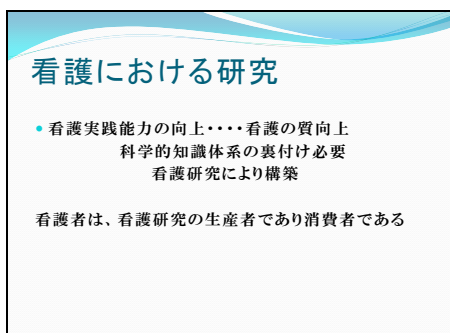 看護における研究
• 看護実践能力の向上・・・・看護の質向上
科学的知識体系の裏付け必要
看護研究により構築
看護者は、看護研究の生産者であり消費者である